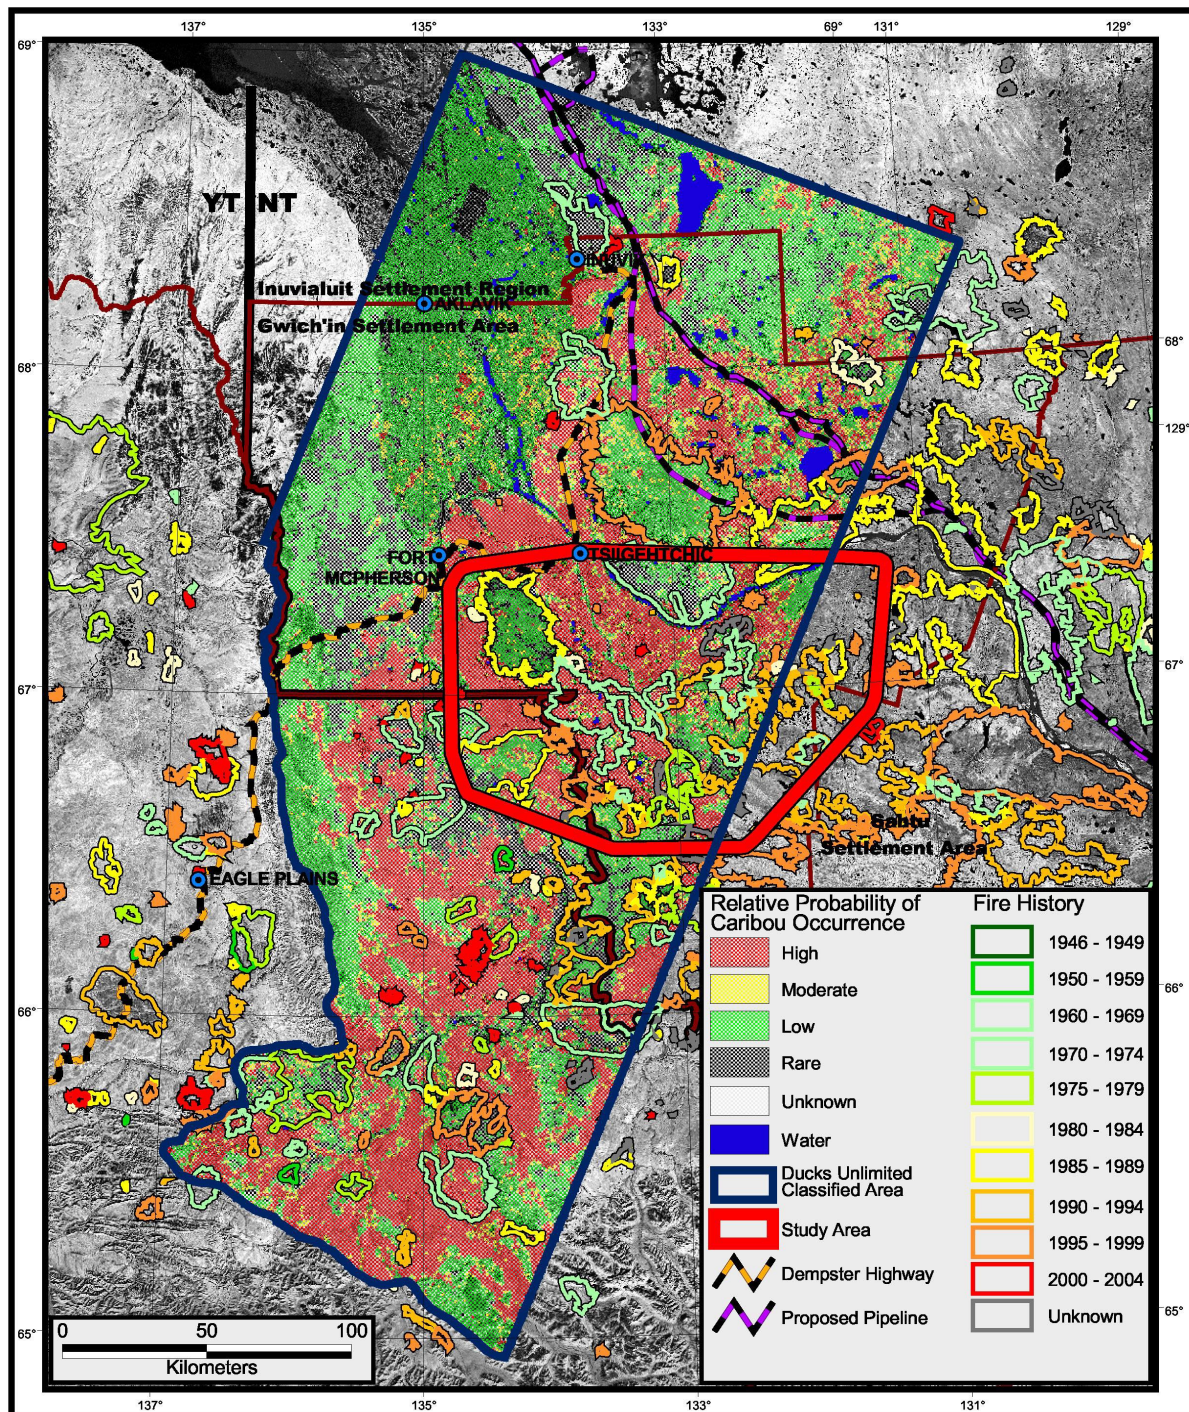 137°
135°
133°
69°
131°
129°
69°
YT NT
INUVIK
Inuvialuit Settlement Region
AKLAVIK
Gwich'in Settlement Area
68°
68°
129°
FORT
MCPHERSON
TSIIGEHTCHIC
67°
67°
Sahtu
Settlement Area
EAGLE PLAINS
66°
66°
65°
65°
Relative Probability of
Caribou Occurrence
High
Moderate
Low
Rare
Unknown
Water
Ducks Unlimited
Classified Area
Study Area
Dempster Highway
Proposed Pipeline
Fire History
1946 - 1949
1950 - 1959
1960 - 1969
1970 - 1974
1975 - 1979
1980 - 1984
1985 - 1989
1990 - 1994
1995 - 1999
2000 - 2004
Unknown
0 50 100
Kilometers
137°
135°
133°
131°